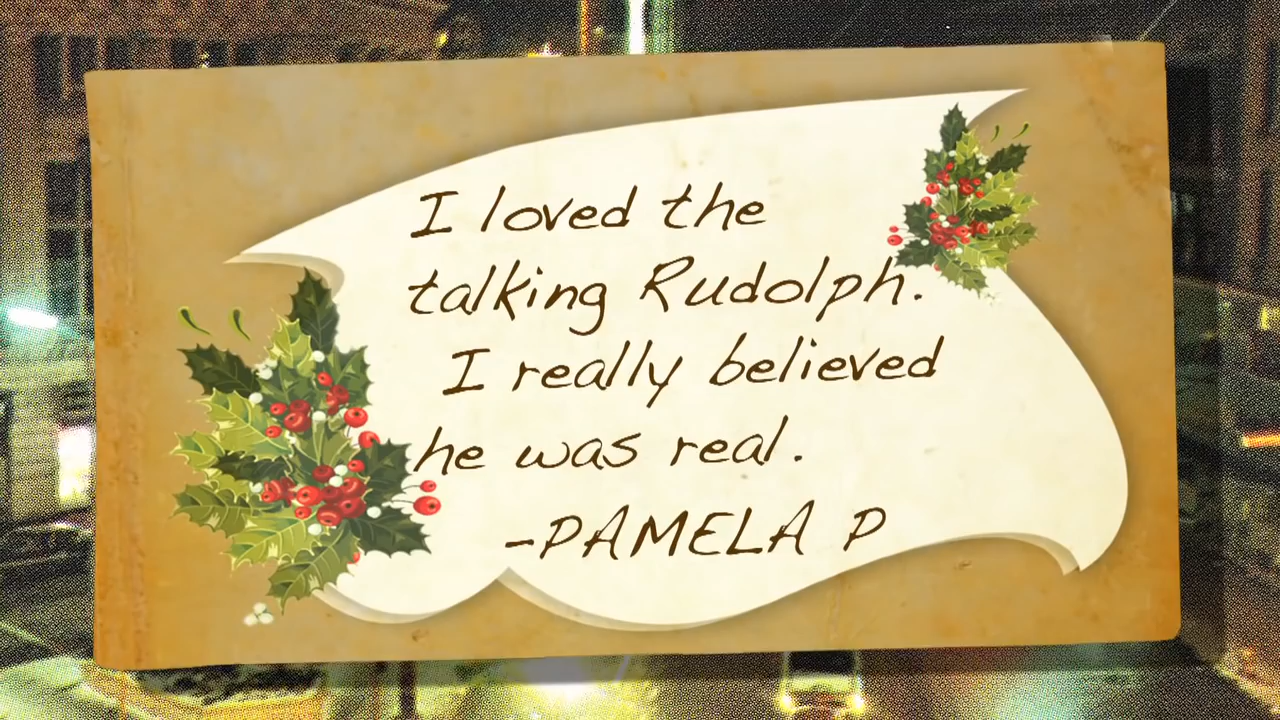 I loved the
talking Rudolph.
I really believed
he was real.
-PAMELA P